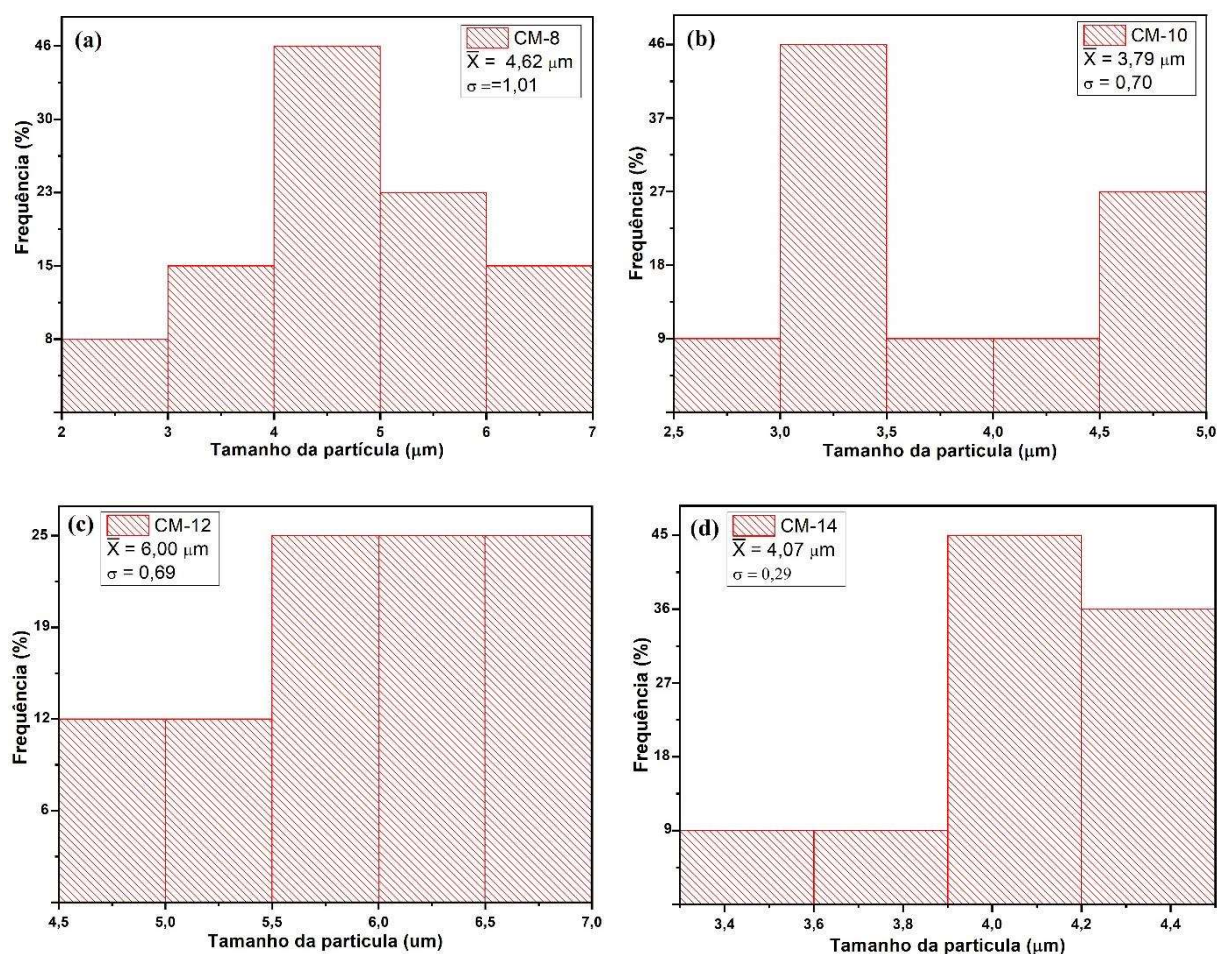 (a)
CM-8
X̅ = 4,62 μm
σ ==1,01
Frequência (%)
46
30
23
15
8
2 3 4 5 6 7
Tamanho da partícula (μm)
(b)
CM-10
X̅ = 3,79 μm
σ = 0,70
Frequência (%)
46
37
27
18
9
2,5 3,0 3,5 4,0 4,5 5,0
Tamanho da particula (μm)
(c)
CM-12
X̅ = 6,00 μm
σ = 0,69
Frequência (%)
25
19
12
6
4,5 5,0 5,5 6,0 6,5 7,0
Tamanho da particula (um)
(d)
CM-14
X̅ = 4,07 μm
σ = 0,29
Frequência (%)
45
36
27
18
9
3,4 3,6 3,8 4,0 4,2 4,4
Tamanho da particula (μm)